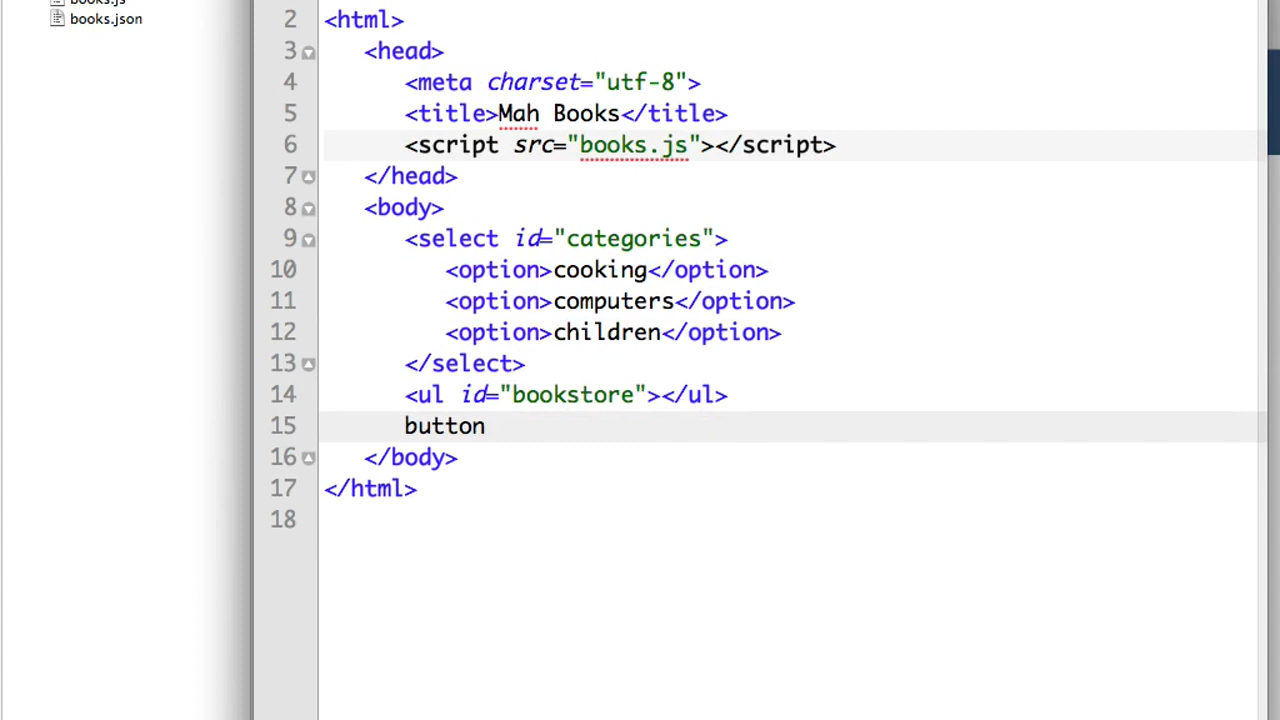 books.js
books.json
2 <html>
3 <head>
4 <meta charset="utf-8">
5 <title>Mah Books</title>
6 <script src="books.js"></script>
7 </head>
8 <body>
9 <select id="categories">
10 <option>cooking</option>
11 <option>computers</option>
12 <option>children</option>
13 </select>
14 <ul id="bookstore"></ul>
15 button
16 </body>
17 </html>
18